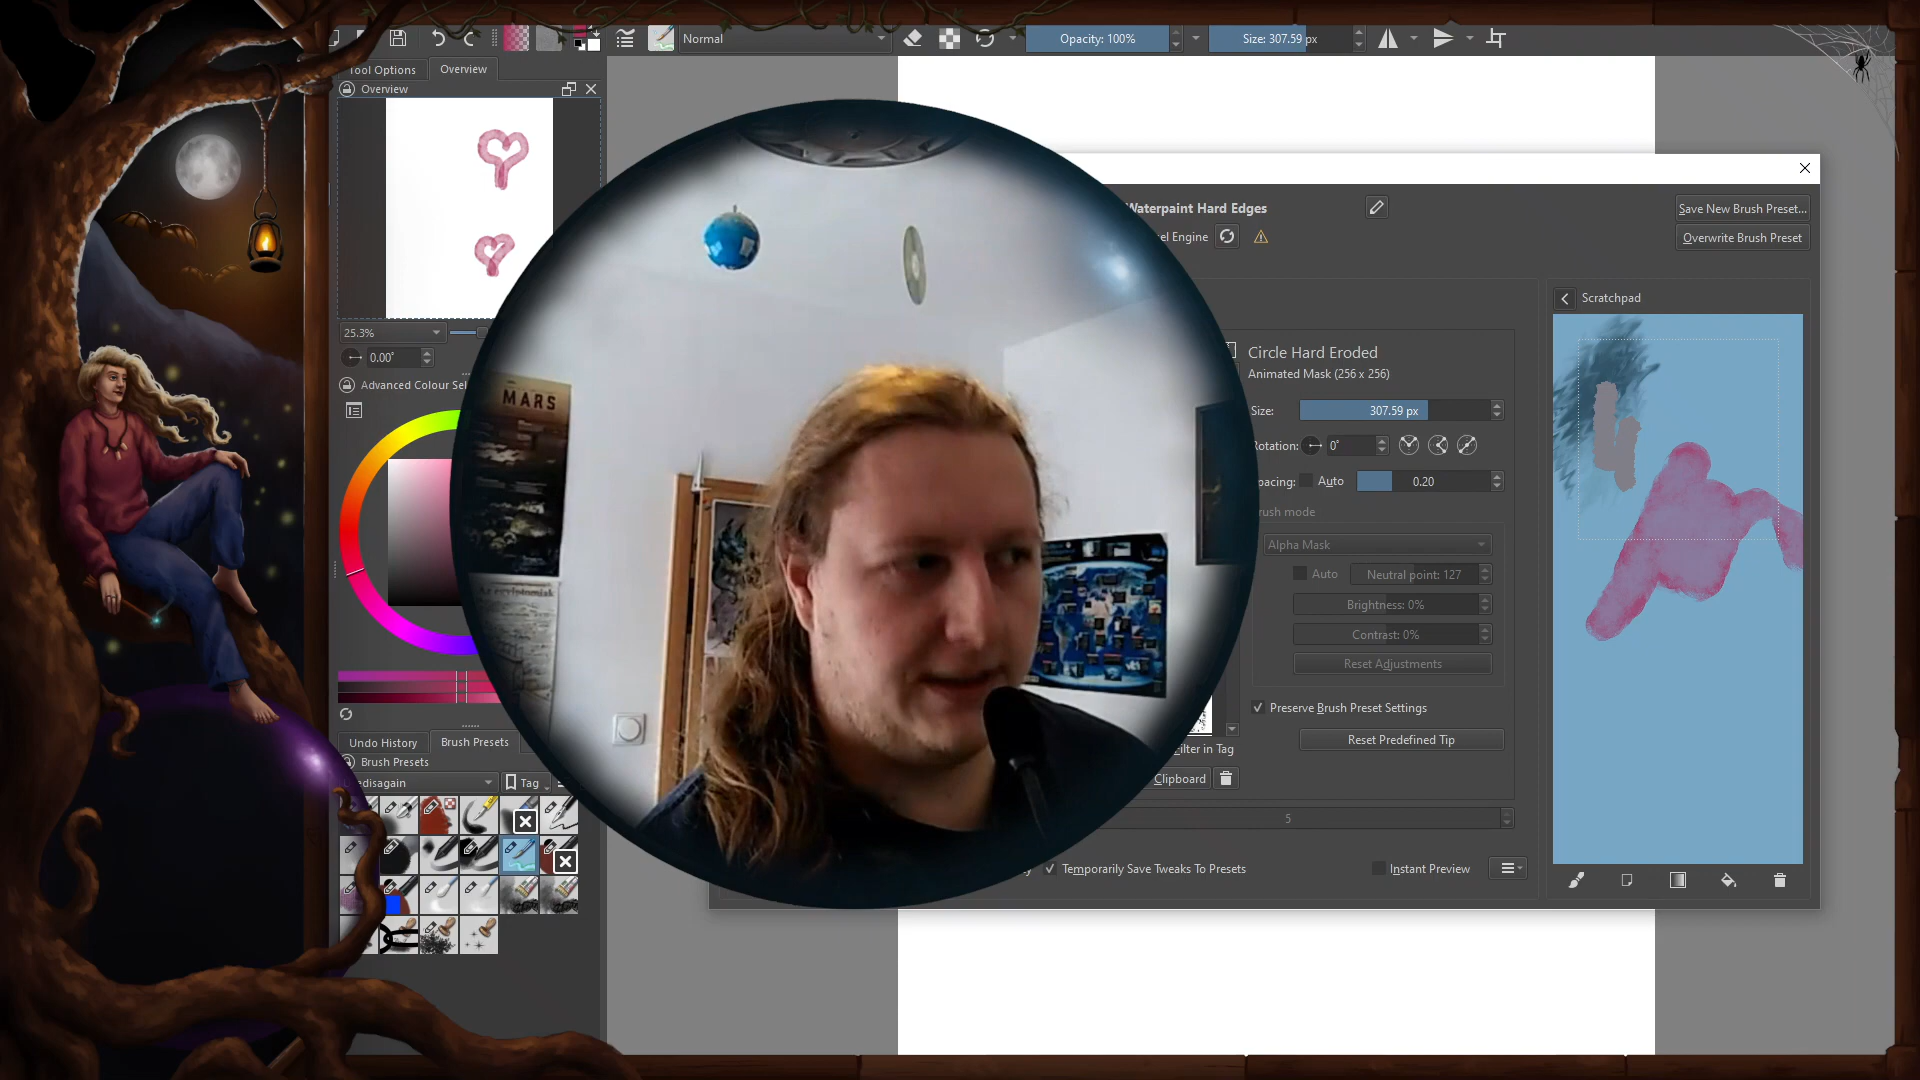 Normal
Opacity: 100%
Size: 307.59 px
Tool Options
Overview
Overview
25.3%
0.00°
Advanced Colour Sel
Undo History
Brush Presets
Brush Presets
Tag
MARS
Waterpaint Hard Edges
Engine
Save New Brush Preset...
Overwrite Brush Preset
Scratchpad
Circle Hard Eroded
Animated Mask (256 x 256)
Size:
307.59 px
Rotation:
0°
Spacing:
Auto
0.20
Brush mode
Alpha Mask
Auto
Neutral point: 127
Brightness: 0%
Contrast: 0%
Reset Adjustments
Preserve Brush Preset Settings
Reset Predefined Tip
Filter in Tag
Clipboard
5
Temporarily Save Tweaks To Presets
Instant Preview